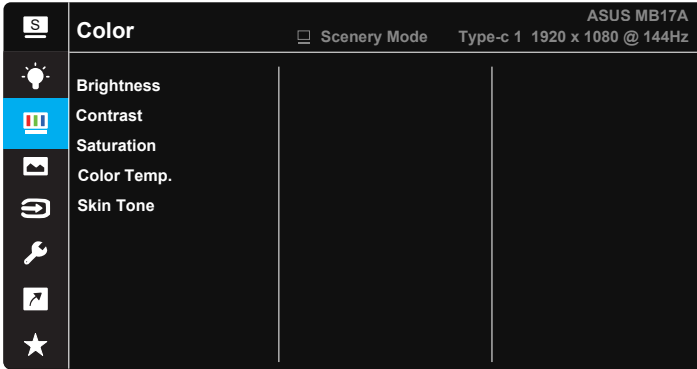 S
Color
ASUS MB17A
Scenery Mode Type-c 1 1920 x 1080 @ 144Hz
Brightness
Contrast
Saturation
Color Temp.
Skin Tone